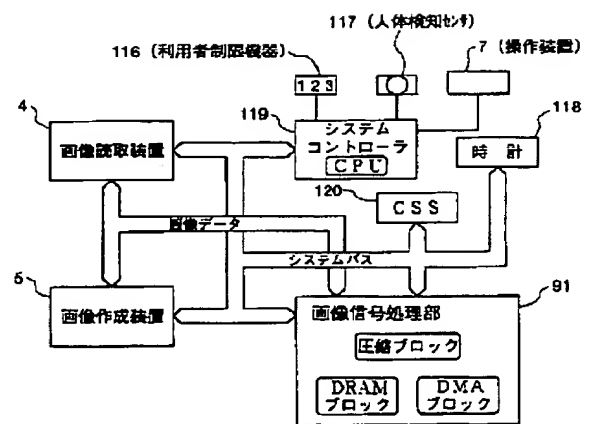 117(人体検知センサ)
116(利用者制限機器)
7(操作装置)
123
4
119
システム
コントローラ
CPU
118
時計
画像読取装置
120
CSS
画像データ
システムバス
5
画像作成装置
91
画像信号処理部
圧縮ブロック
DRAM
ブロック
DMA
ブロック